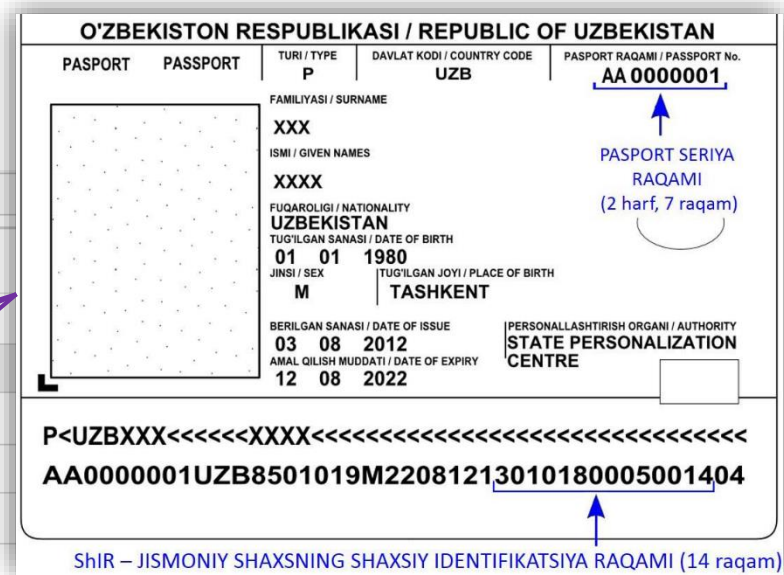 O'ZBEKISTON RESPUBLIKASI / REPUBLIC OF UZBEKISTAN
PASPORT PASSPORT
TURI / TYPE
P
DAVLAT KODI / COUNTRY CODE
UZB
PASPORT RAQAMI / PASSPORT No.
AA 0000001
FAMILIYASI / SURNAME
XXX
ISMI / GIVEN NAMES
XXXX
PASPORT SERIYA
RAQAMI
(2 harf, 7 raqam)
FUQAROLIGI / NATIONALITY
UZBEKISTAN
TUG'ILGAN SANASI / DATE OF BIRTH
01 01 1980
JINSI / SEX
M
TUG'ILGAN JOYI / PLACE OF BIRTH
TASHKENT
BERILGAN SANASI / DATE OF ISSUE
03 08 2012
PERSONALLASHTIRISH ORGANI / AUTHORITY
STATE PERSONALIZATION
CENTRE
AMAL QILISH MUDDATI / DATE OF EXPIRY
12 08 2022
P<UZBXXX<<<<<<XXXX<<<<<<<<<<<<<<<<<<<<<<<<<<<<<<<
AA0000001UZB8501019M22081213010180005001404
ShIR – JISMONIY SHAXSNING SHAXSIY IDENTIFIKATSIYA RAQAMI (14 raqam)